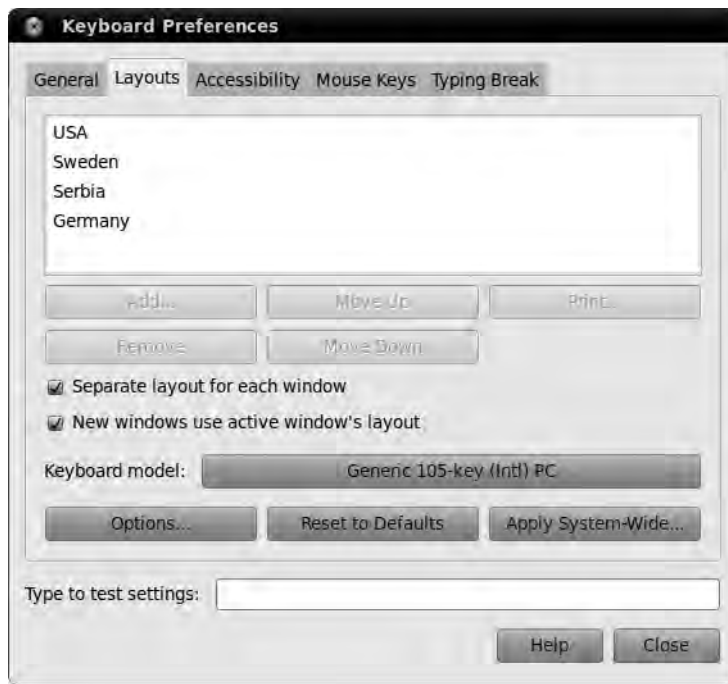 Keyboard Preferences
General Layouts Accessibility Mouse Keys Typing Break
USA
Sweden
Serbia
Germany
Add... Move Up Print...
Remove Move Down
Separate layout for each window
New windows use active window's layout
Keyboard model: Generic 105-key (Intl) PC
Options... Reset to Defaults Apply System-Wide...
Type to test settings:
Help Close